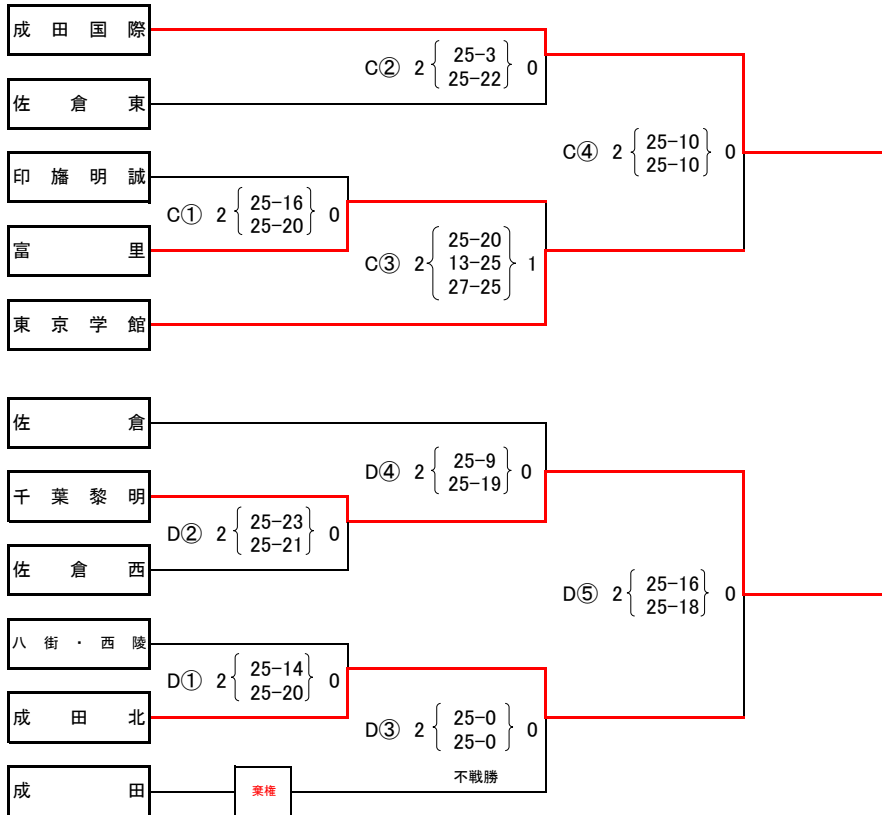 成田国際
C② 2 25-3 0
25-22
佐倉東
C④ 2 25-10 0
25-10
印旛明誠
C① 2 25-16 0
25-20
富里
C③ 2 25-20 1
13-25
27-25
東京学館
佐倉
D④ 2 25-9 0
25-19
千葉黎明
D② 2 25-23 0
25-21
佐倉西
D⑤ 2 25-16 0
25-18
八街・西陵
D① 2 25-14 0
25-20
成田北
D③ 2 25-0 0
25-0
不戦勝
成田
棄権